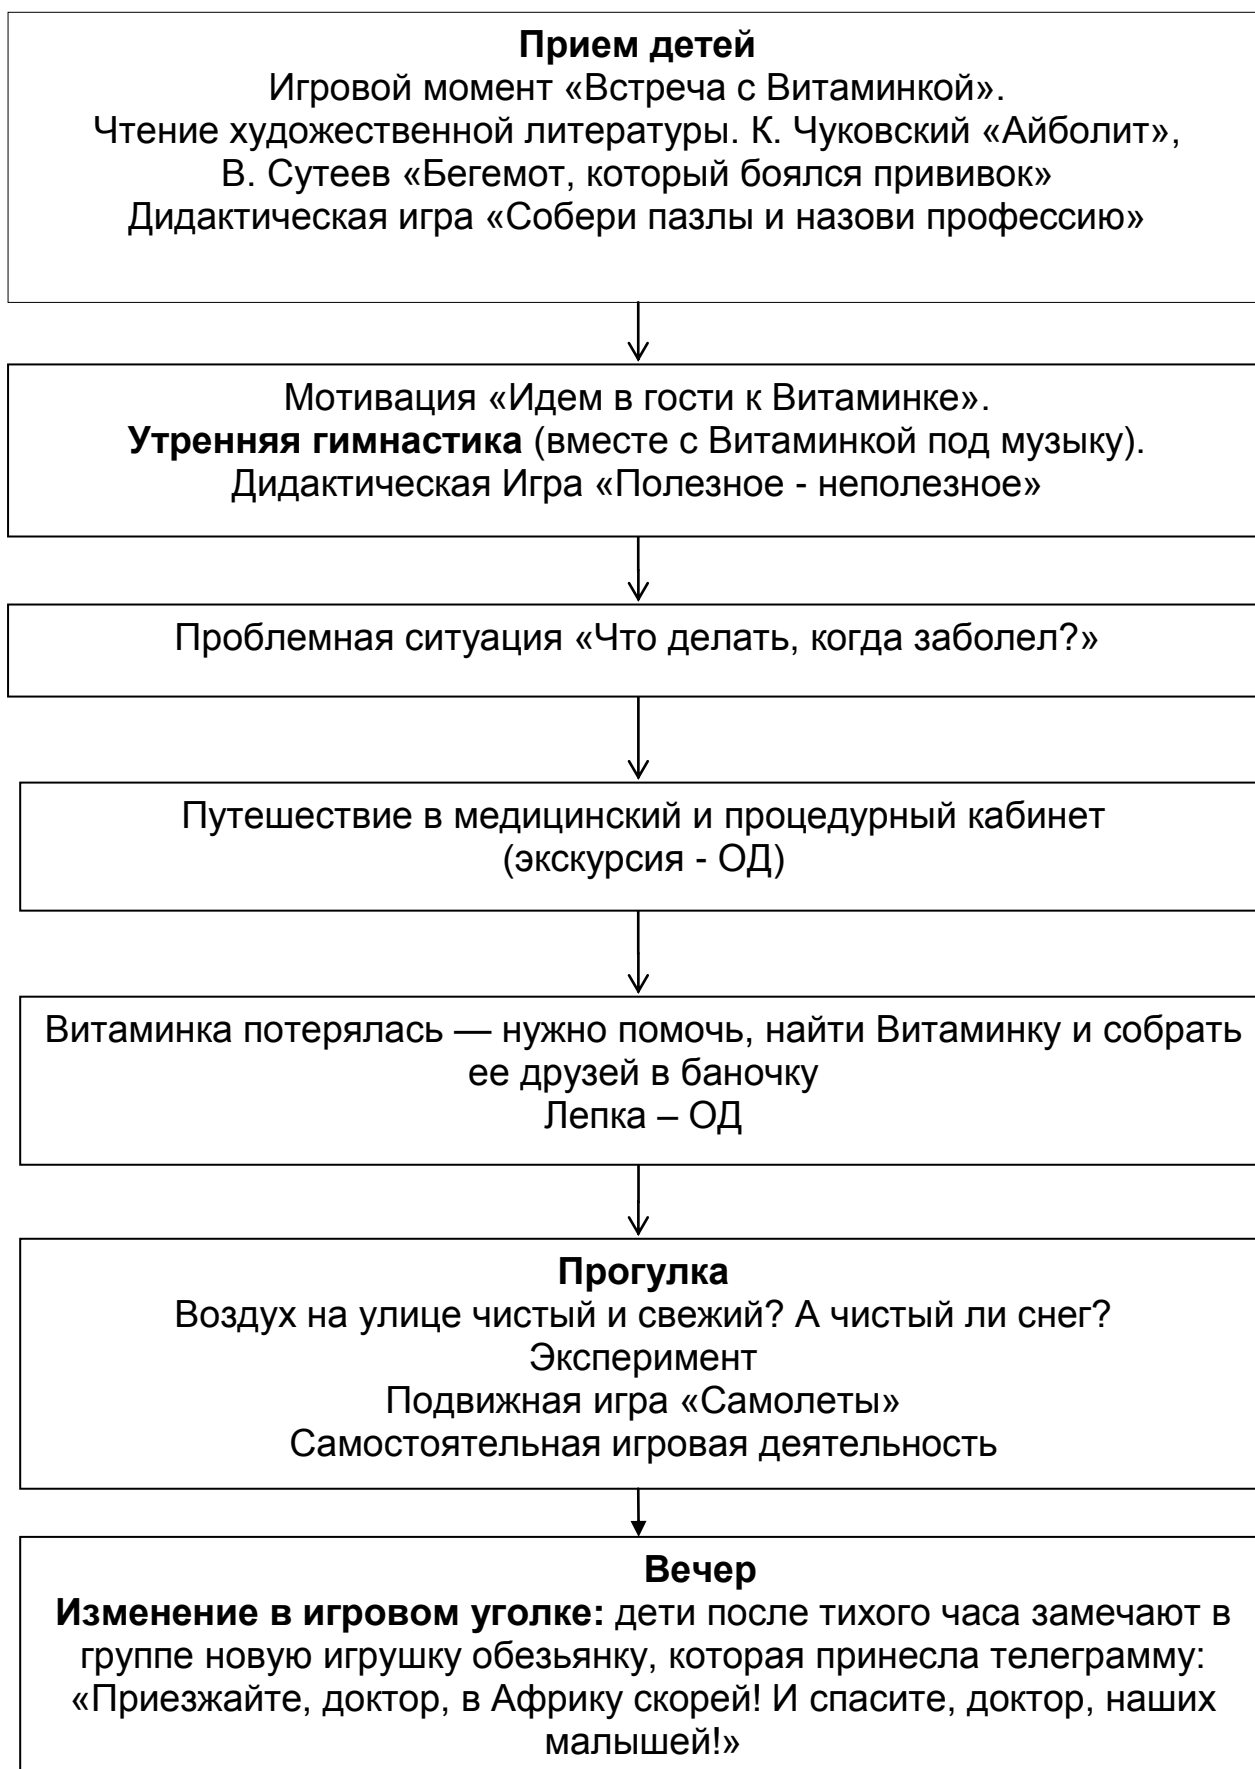 Прием детей
Игровой момент «Встреча с Витаминкой».
Чтение художественной литературы. К. Чуковский «Айболит»,
В. Сутеев «Бегемот, который боялся прививок»
Дидактическая игра «Собери пазлы и назови профессию»
Мотивация «Идем в гости к Витаминке».
Утренняя гимнастика (вместе с Витаминкой под музыку).
Дидактическая Игра «Полезное - неполезное»
Проблемная ситуация «Что делать, когда заболел?»
Путешествие в медицинский и процедурный кабинет
(экскурсия - ОД)
Витаминка потерялась — нужно помочь, найти Витаминку и собрать
ее друзей в баночку
Лепка – ОД
Прогулка
Воздух на улице чистый и свежий? А чистый ли снег?
Эксперимент
Подвижная игра «Самолеты»
Самостоятельная игровая деятельность
Вечер
Изменение в игровом уголке: дети после тихого часа замечают в
группе новую игрушку обезьянку, которая принесла телеграмму:
«Приезжайте, доктор, в Африку скорей! И спасите, доктор, наших
малышей!»